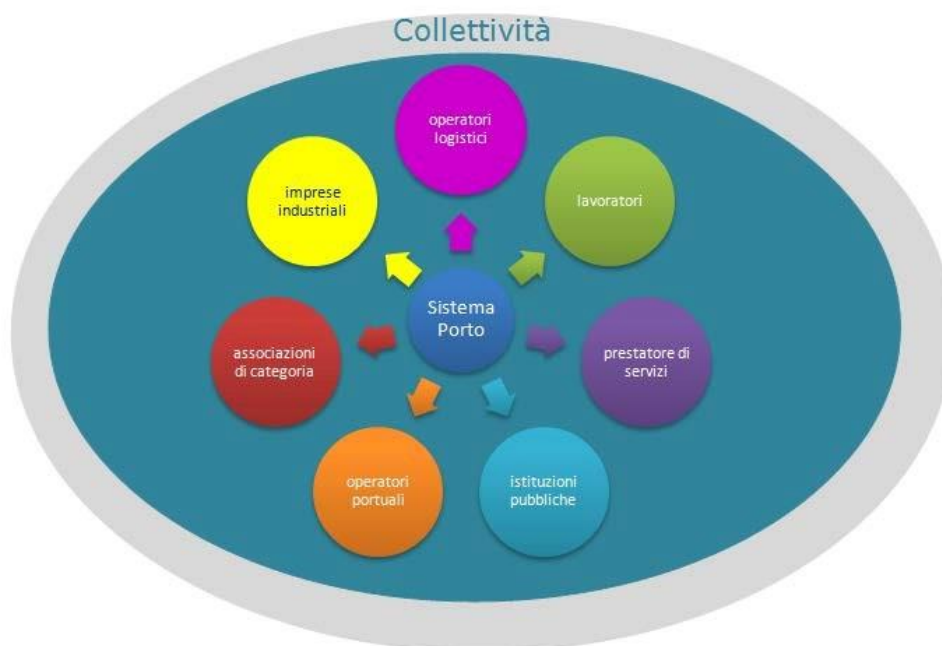 Collettività
operatori
logistici
imprese
industriali
lavoratori
Sistema
Porto
associazioni
di categoria
prestatore di
servizi
operatori
portuali
istituzioni
pubbliche